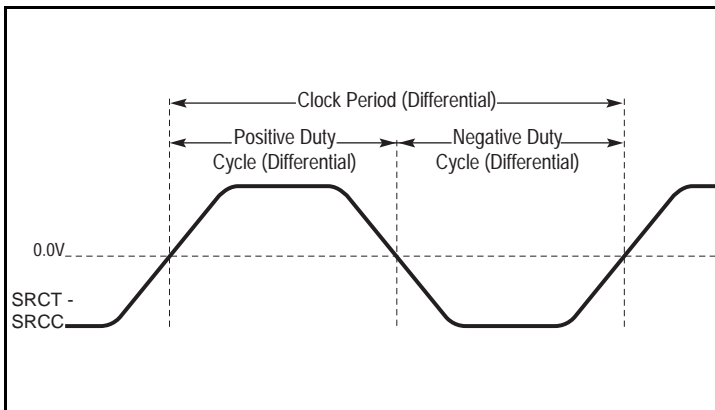 Clock Period (Differential)
Positive Duty
Cycle (Differential)
Negative Duty
Cycle (Differential)
0.0V
SRCT -
SRCC